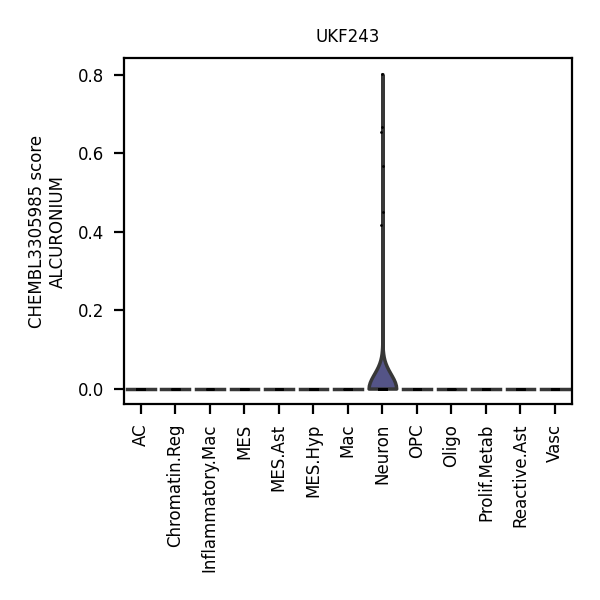 UKF243
CHEMBL3305985 score
ALCURONIUM
0.8
0.6
0.4
0.2
0.0
AC
Chromatin.Reg
Inflammatory.Mac
MES
MES.Ast
MES.Hyp
Mac
Neuron
OPC
Oligo
Prolif.Metab
Reactive.Ast
Vasc